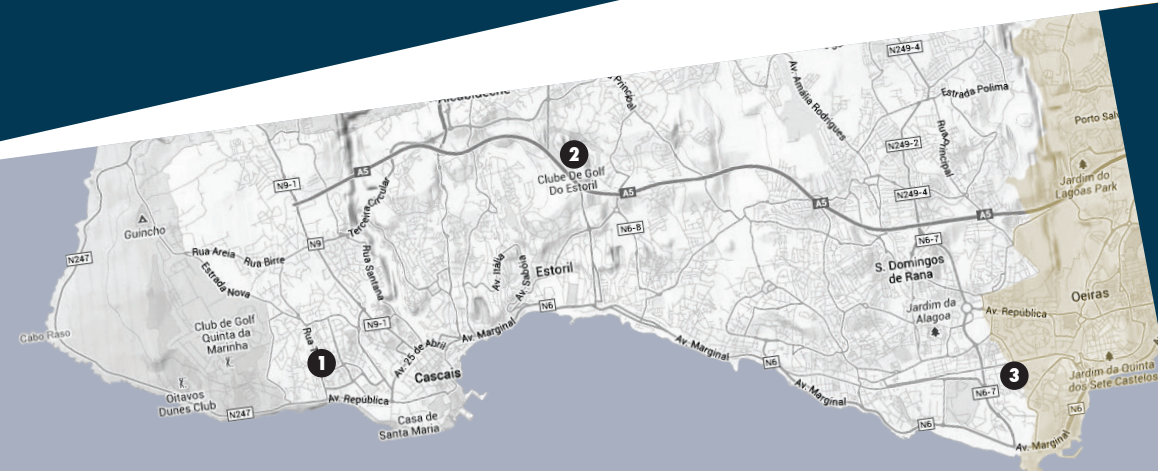 N249-4
Principal
Alcabideche
Av. Amália Rodrigues
Estrada Polima
Porto Sal
Rua Principal
N249-2
2
A5
Clube De Golf
Do Estoril
N9-1
A5
A5
N249-4
Jardim do
Lagoas Park
Terceira Circular
A5
Guincho
N6-8
N9
N6-7
N247
Rua Areia
Rua Birre
Rua Santana
Av. Itália
Av. Sabóia
Estoril
S. Domingos
de Rana
Estrada Nova
Oeiras
N6
Jardim da
Alagoa
Av. República
Cabo Raso
Club de Golf
Quinta da
Marinha
N9-1
Av. Marginal
Rua
1
Av. 25 de Abril
Av. Marginal
N6
Cascais
3
Jardim da Quinta
dos Sete Castelos
Oitavos
Dunes Club
Av. Marginal
N6-7
Av. República
N247
N6
Casa de
Santa Maria
N6
Av. Marginal